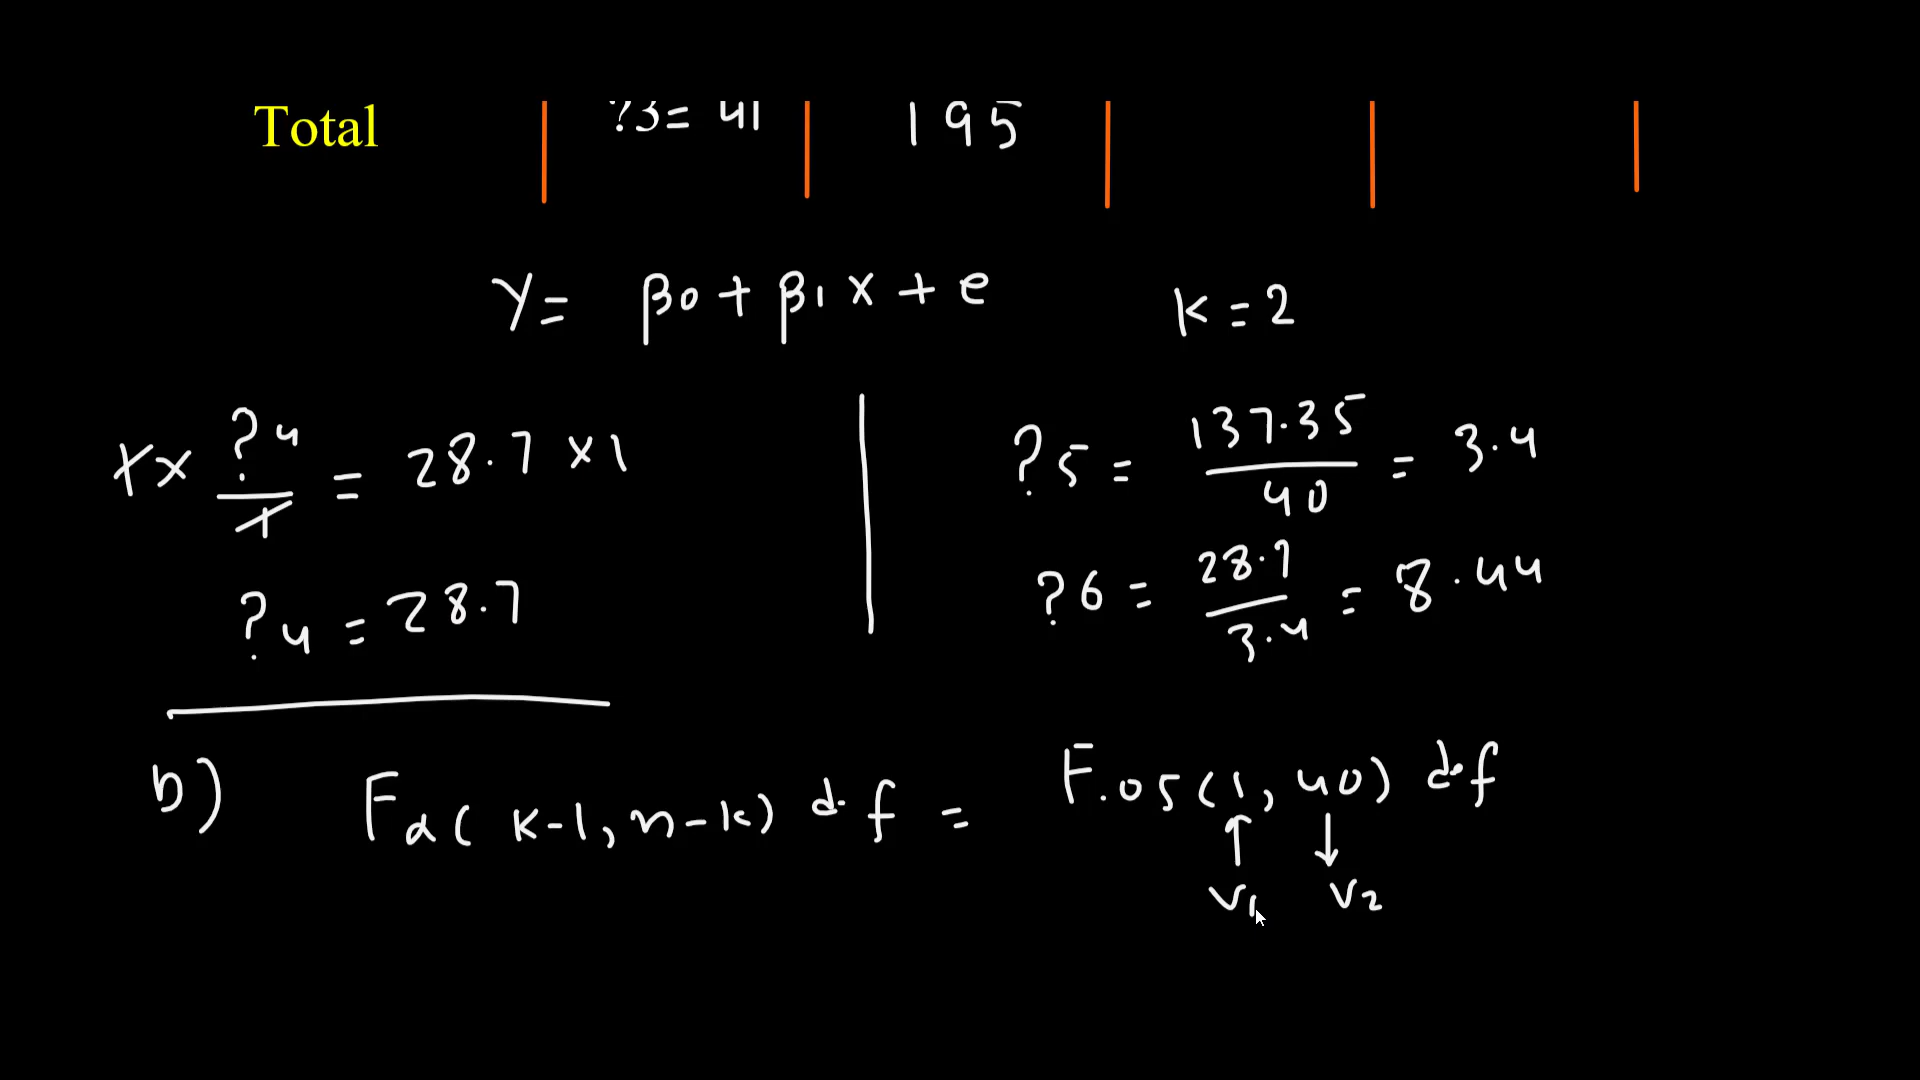 Total ?3= 41 195
Y = β0 + β1 x + e K = 2
1 x ?4 / 1 = 28.7 x 1
?4 = 28.7
?5 = 137.35 / 40 = 3.4
?6 = 28.7 / 3.4 = 8.44
b) Fα( K-1, n-k) d.f = F.05(1, 40) d.f
V1 V2